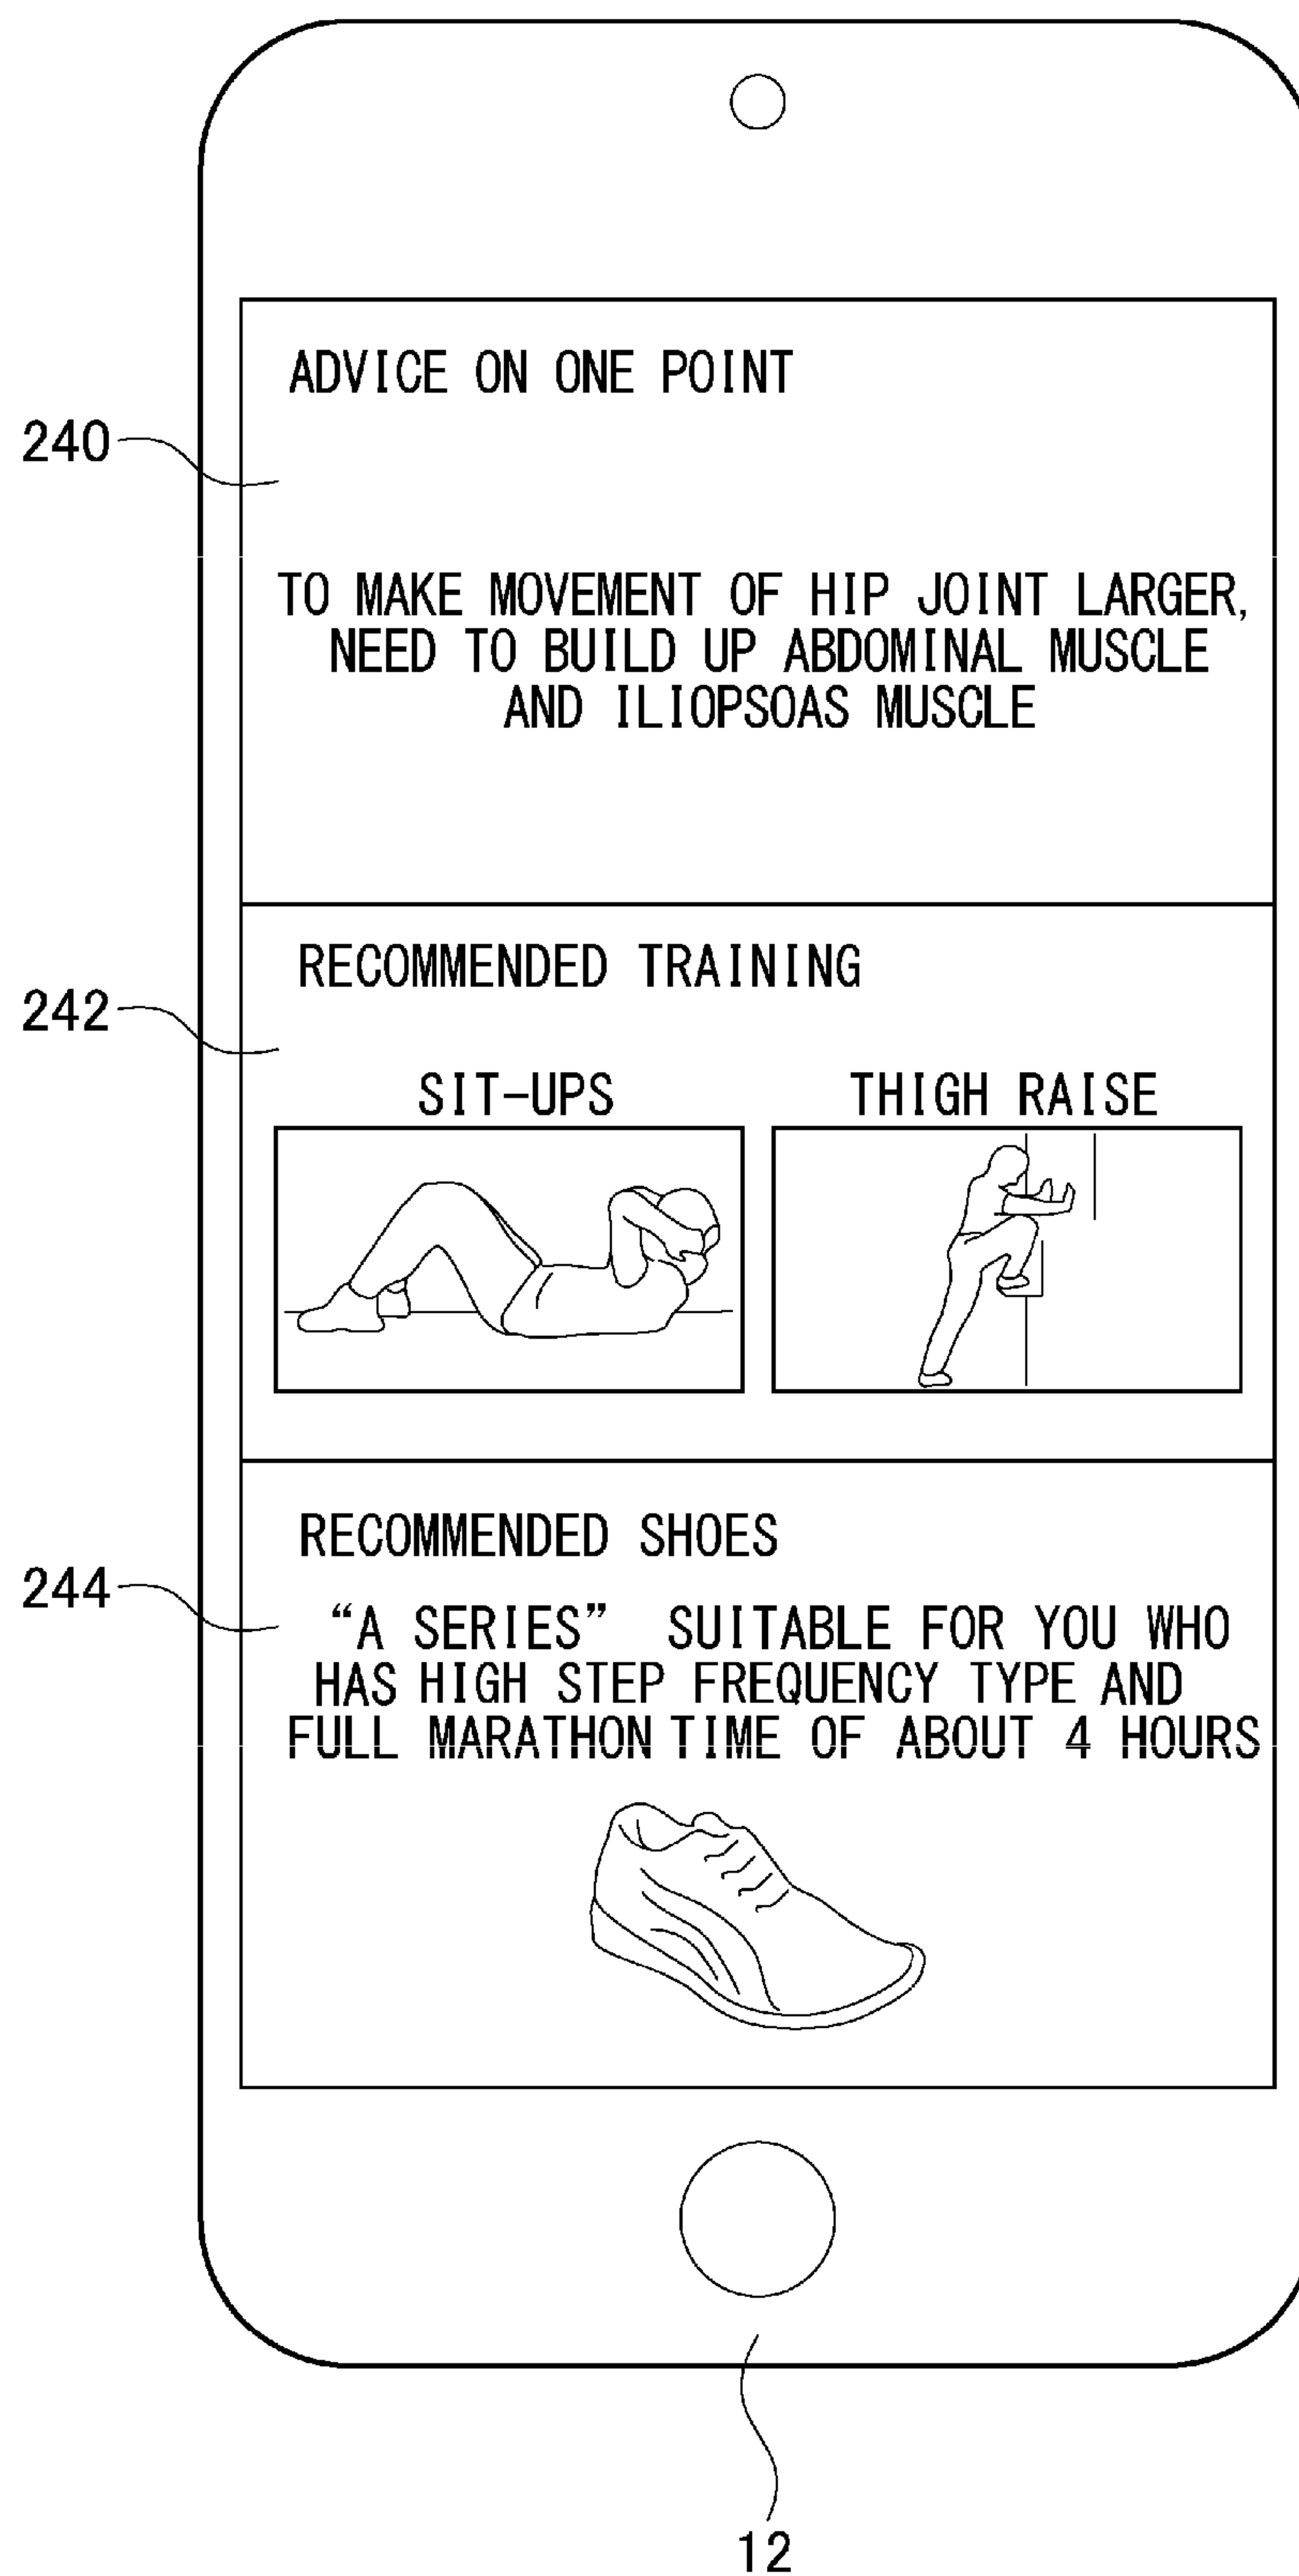 ADVICE ON ONE POINT
240
TO MAKE MOVEMENT OF HIP JOINT LARGER,
NEED TO BUILD UP ABDOMINAL MUSCLE
AND ILIOPSOAS MUSCLE
RECOMMENDED TRAINING
242
SIT-UPS THIGH RAISE
RECOMMENDED SHOES
244
“A SERIES” SUITABLE FOR YOU WHO
HAS HIGH STEP FREQUENCY TYPE AND
FULL MARATHON TIME OF ABOUT 4 HOURS
12